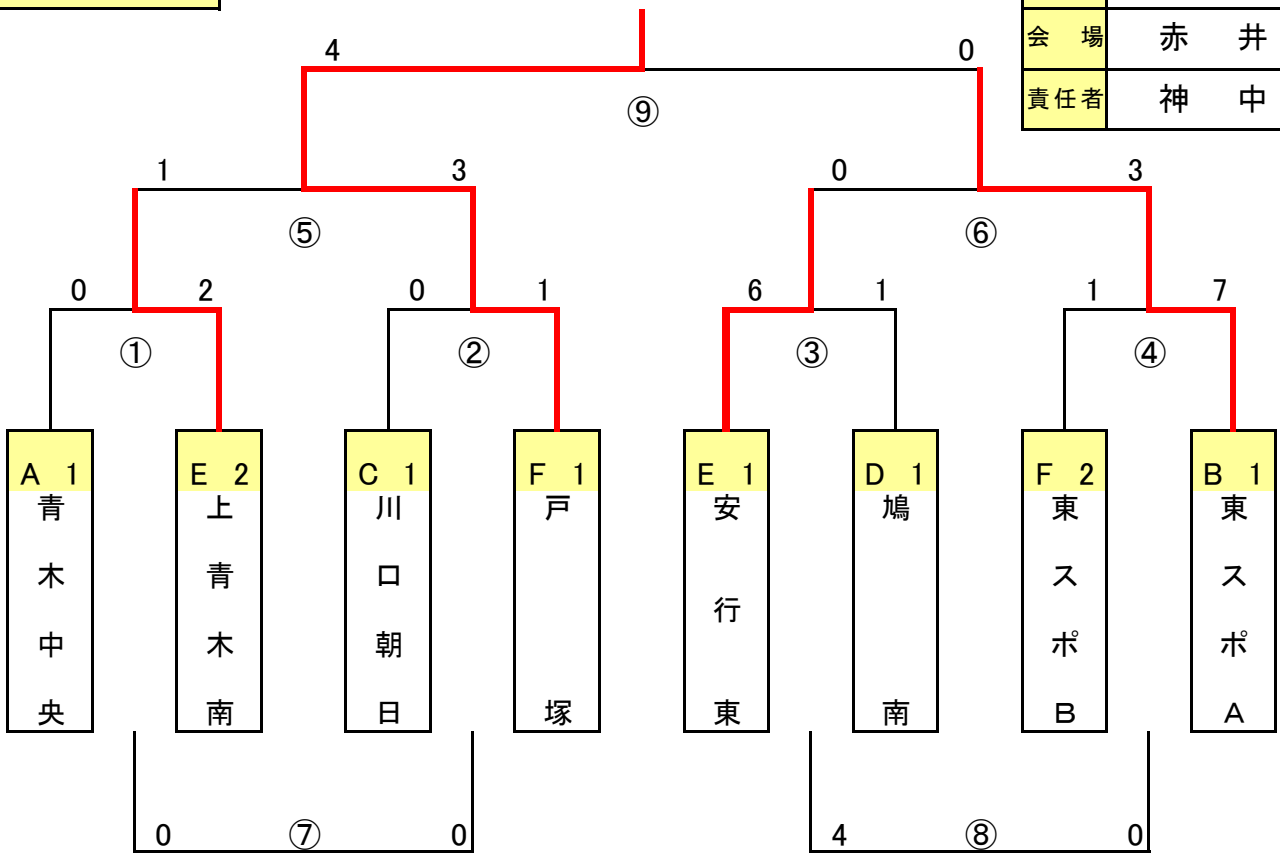 会 場 赤 井
責任者 神 中
4 0
⑨
1 3 0 3
⑤ ⑥
0 2 0 1 6 1 1 7
① ② ③ ④
A 1 E 2 C 1 F 1 E 1 D 1 F 2 B 1
青木中央
上青木南
川口朝日
戸塚
安行東
鳩南
東スポB
東スポA
0 ⑦ 0 4 ⑧ 0